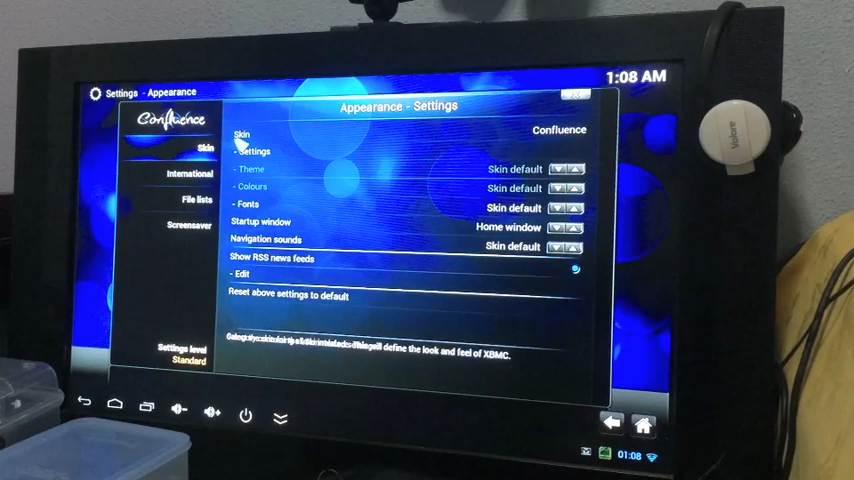 Settings - Appearance
1:08 AM
Confluence
Appearance - Settings
Skin
International
File lists
Screensaver
Settings level
Standard
Skin Confluence
- Settings
- Theme Skin default
- Colours Skin default
- Fonts Skin default
Startup window Home window
Navigation sounds Skin default
Show RSS news feeds
- Edit
Reset above settings to default
define the look and feel of XBMC.
01:08
Volore